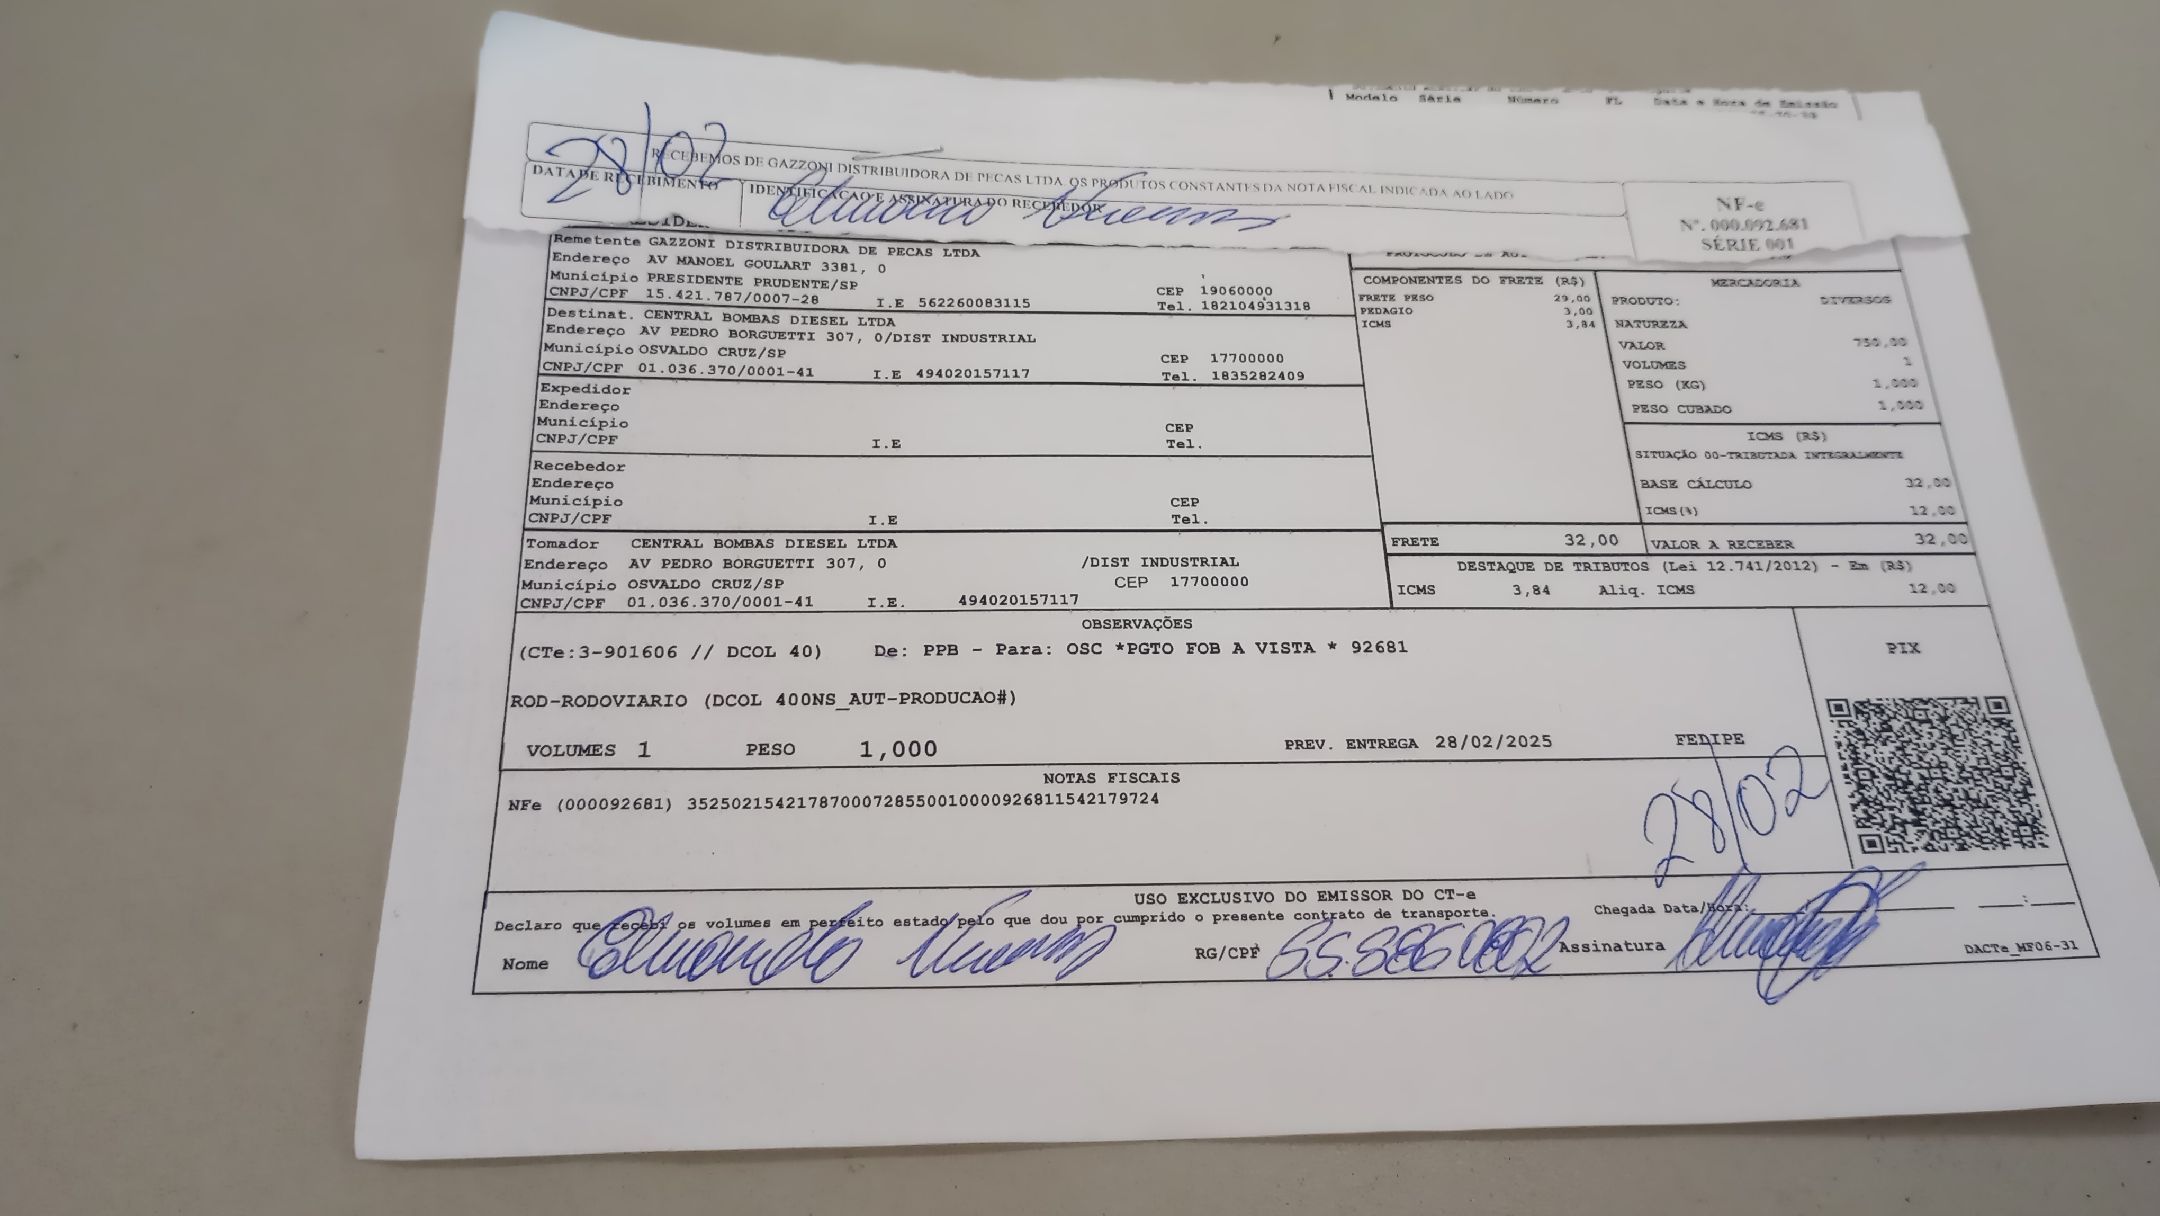 Modelo Série Número FL Data e Hora de Emissão
28/02
RECEBEMOS DE GAZZONI DISTRIBUIDORA DE PECAS LTDA OS PRODUTOS CONSTANTES DA NOTA FISCAL INDICADA AO LADO
DATA DE RECEBIMENTO IDENTIFICAÇÃO E ASSINATURA DO RECEBEDOR
NF-e
Nº. 000.092.681
SÉRIE 001
Remetente GAZZONI DISTRIBUIDORA DE PECAS LTDA
Endereço AV MANOEL GOULART 3381, 0
Município PRESIDENTE PRUDENTE/SP CEP 19060000
CNPJ/CPF 15.421.787/0007-28 I.E 562260083115 Tel. 182104931318
Destinat. CENTRAL BOMBAS DIESEL LTDA
Endereço AV PEDRO BORGUETTI 307, 0/DIST INDUSTRIAL
Município OSVALDO CRUZ/SP CEP 17700000
CNPJ/CPF 01.036.370/0001-41 I.E 494020157117 Tel. 1835282409
Expedidor
Endereço
Município CEP
CNPJ/CPF I.E Tel.
Recebedor
Endereço
Município CEP
CNPJ/CPF I.E Tel.
Tomador CENTRAL BOMBAS DIESEL LTDA
Endereço AV PEDRO BORGUETTI 307, 0 /DIST INDUSTRIAL
Município OSVALDO CRUZ/SP CEP 17700000
CNPJ/CPF 01.036.370/0001-41 I.E. 494020157117
COMPONENTES DO FRETE (R$)
FRETE PESO 29,00
PEDAGIO 3,00
ICMS 3,84
MERCADORIA
PRODUTO: DIVERSOS
NATUREZA
VALOR 750,00
VOLUMES 1
PESO (KG) 1,000
PESO CUBADO 1,000
ICMS (R$)
SITUAÇÃO 00-TRIBUTADA INTEGRALMENTE
BASE CÁLCULO 32,00
ICMS(%) 12,00
FRETE 32,00 VALOR A RECEBER 32,00
DESTAQUE DE TRIBUTOS (Lei 12.741/2012) - Em (R$)
ICMS 3,84 Aliq. ICMS 12,00
OBSERVAÇÕES
(CTe:3-901606 // DCOL 40) De: PPB - Para: OSC *PGTO FOB A VISTA * 92681
PIX
ROD-RODOVIARIO (DCOL 400NS_AUT-PRODUCAO#)
VOLUMES 1 PESO 1,000 PREV. ENTREGA 28/02/2025 FEDIPE
NOTAS FISCAIS
NFe (000092681) 35250215421787000728550010000926811542179724
28/02
USO EXCLUSIVO DO EMISSOR DO CT-e
Declaro que recebi os volumes em perfeito estado pelo que dou por cumprido o presente contrato de transporte. Chegada Data/Hora: :
Nome RG/CPF Assinatura DACTe_MF06-31